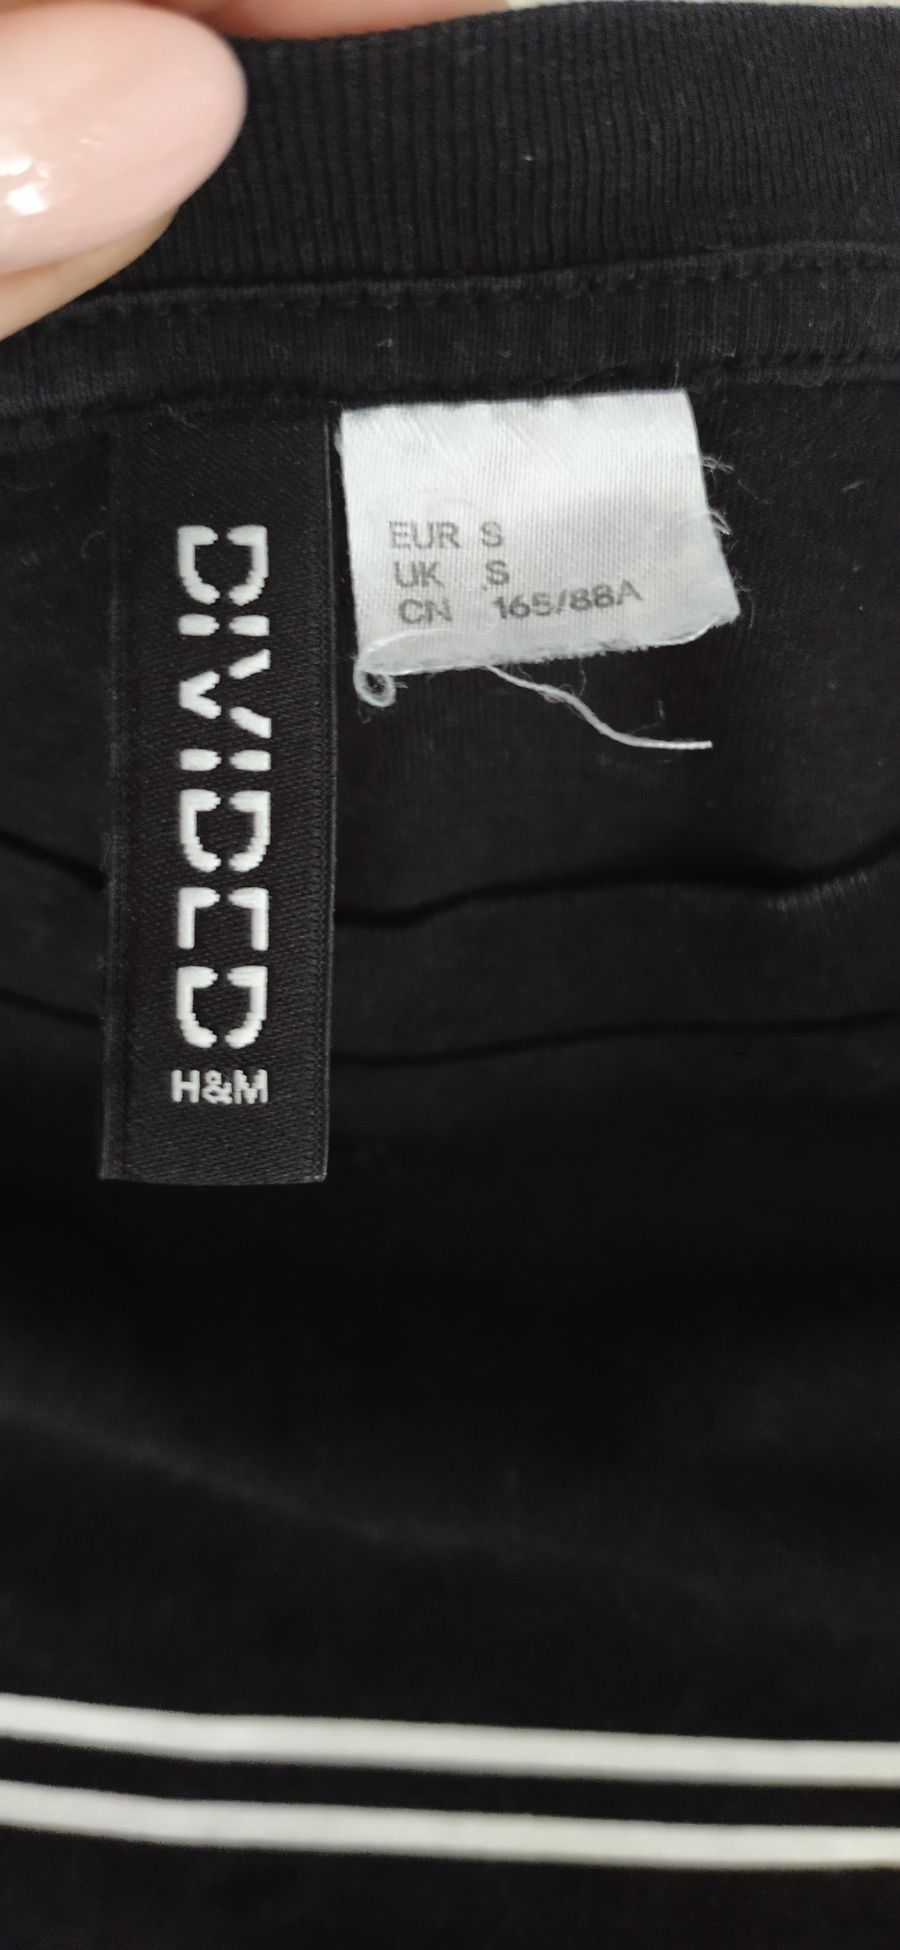 DIVIDED
H&M
EUR S
UK S
CN 165/88A